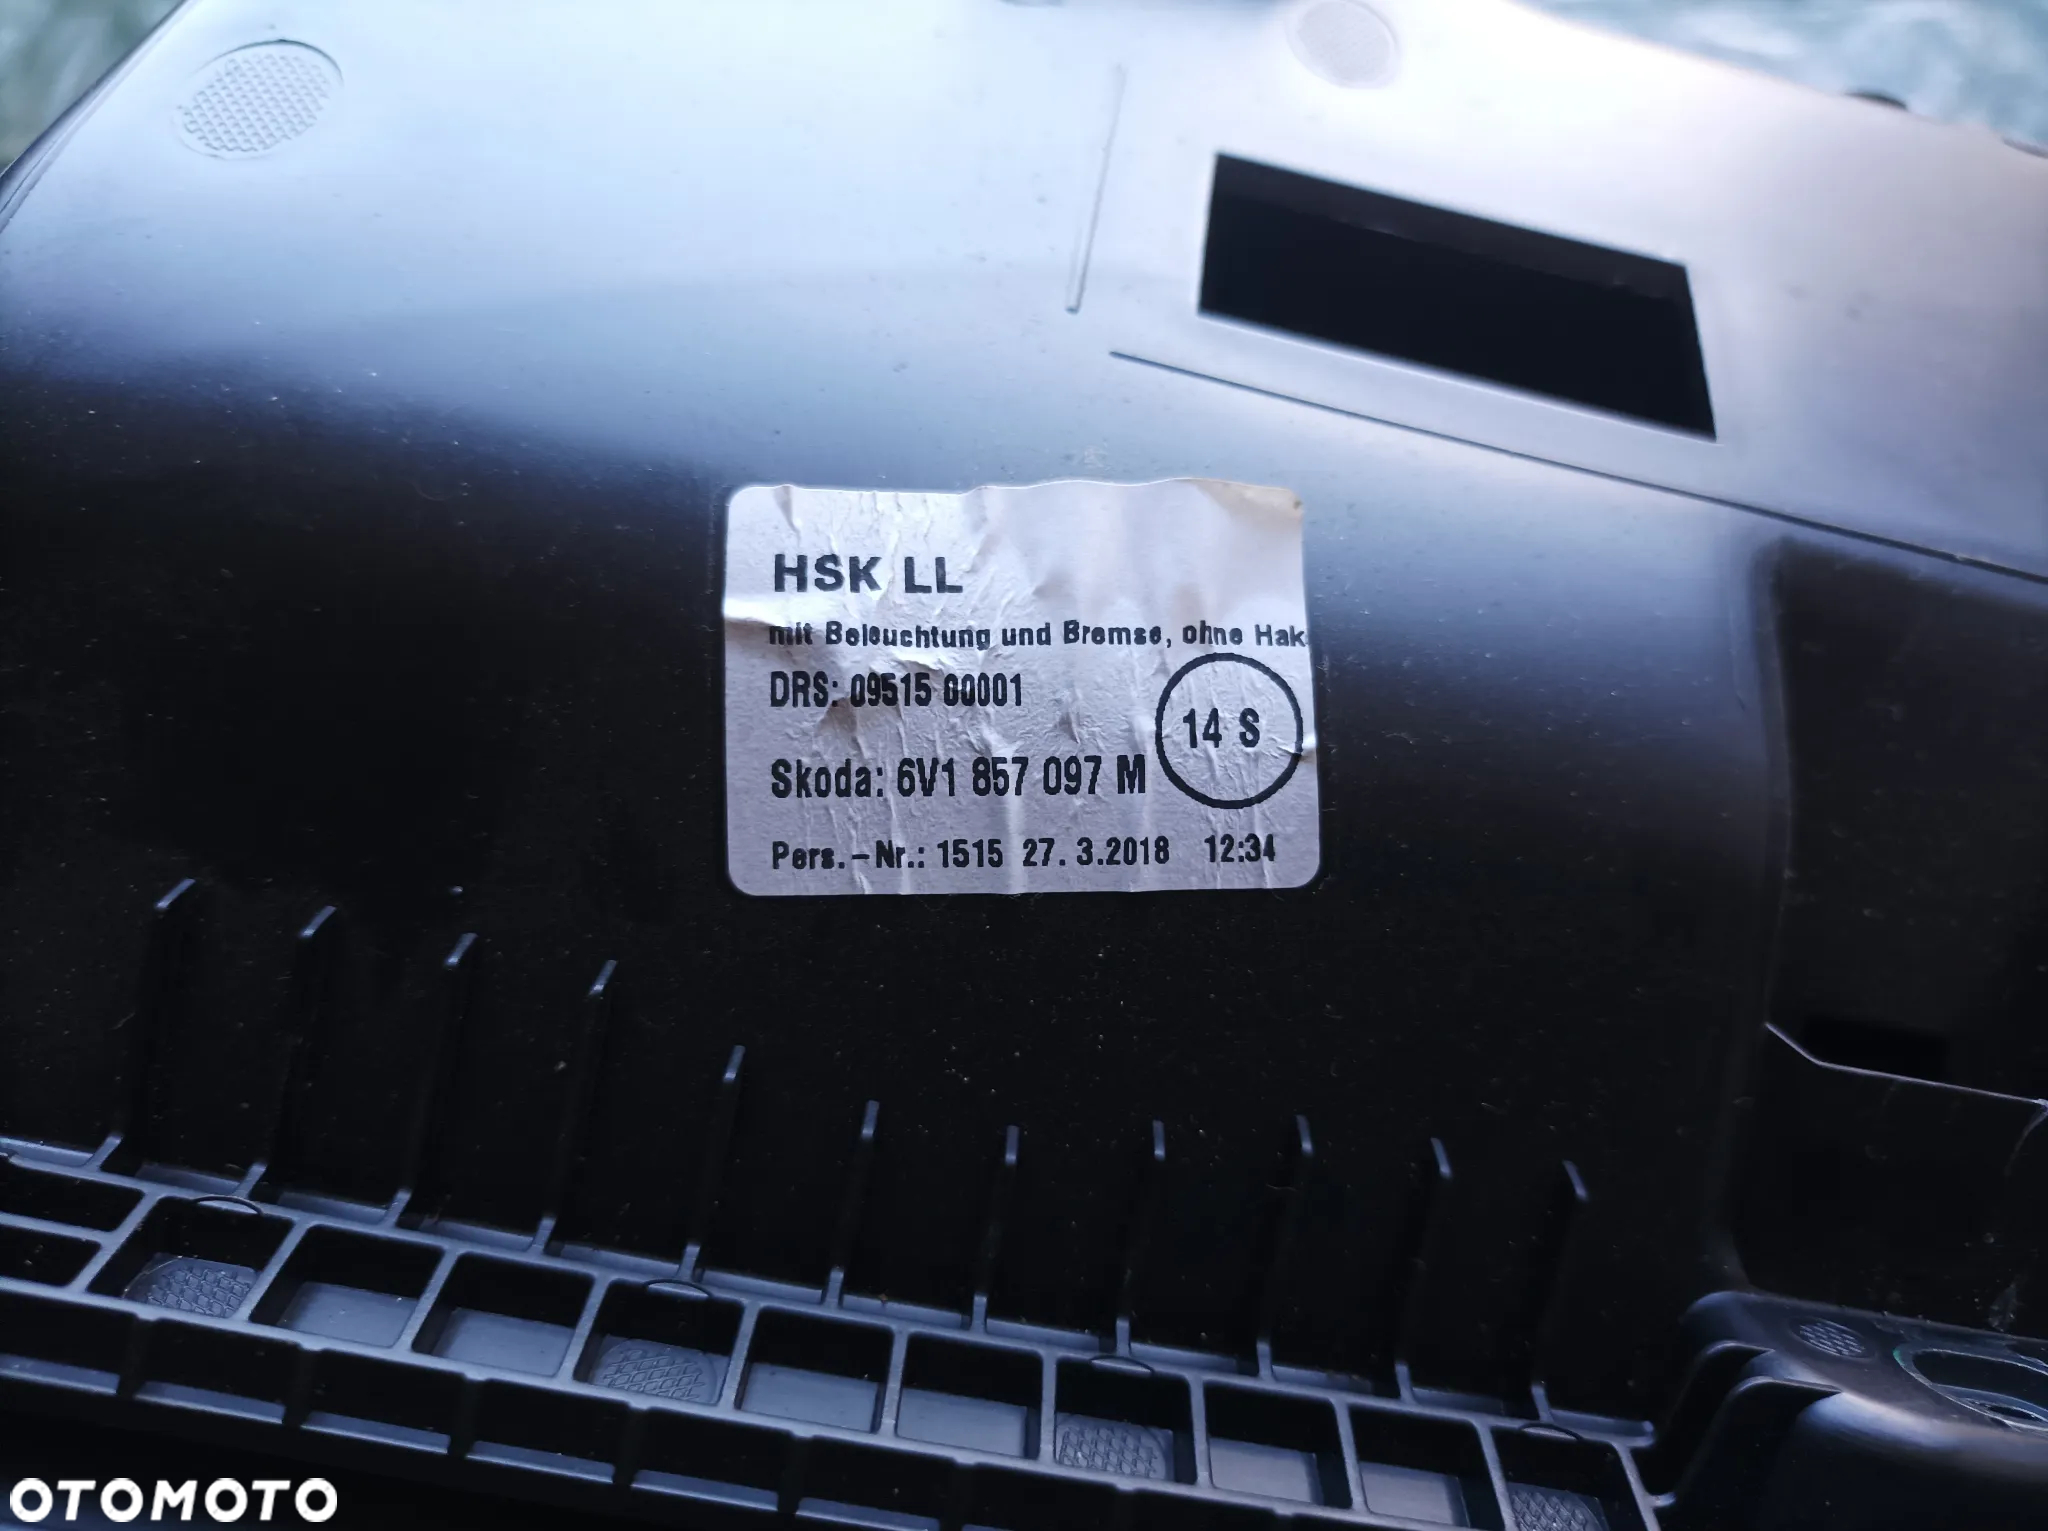 HSK LL
mit Beleuchtung und Bremse, ohne Hak
DRS: 09515 00001
14 S
Skoda: 6V1 857 097 M
Pers.-Nr.: 1515 27. 3.2018 12:34
OTOMOTO